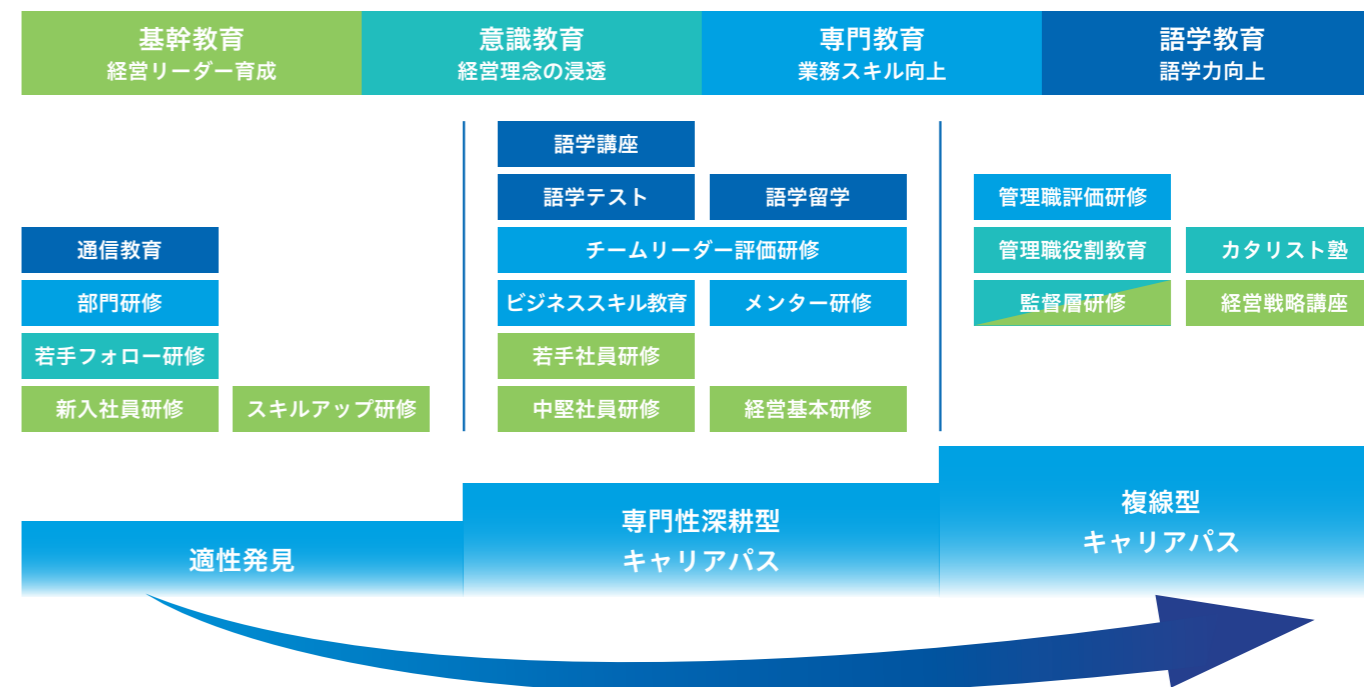 基幹教育
経営リーダー育成
意識教育
経営理念の浸透
専門教育
業務スキル向上
語学教育
語学力向上
通信教育
部門研修
若手フォロー研修
新入社員研修
スキルアップ研修
語学講座
語学テスト
語学留学
チームリーダー評価研修
ビジネススキル教育
メンター研修
若手社員研修
中堅社員研修
経営基本研修
管理職評価研修
管理職役割教育
カタリスト塾
監督層研修
経営戦略講座
適性発見
専門性深耕型
キャリアパス
複線型
キャリアパス